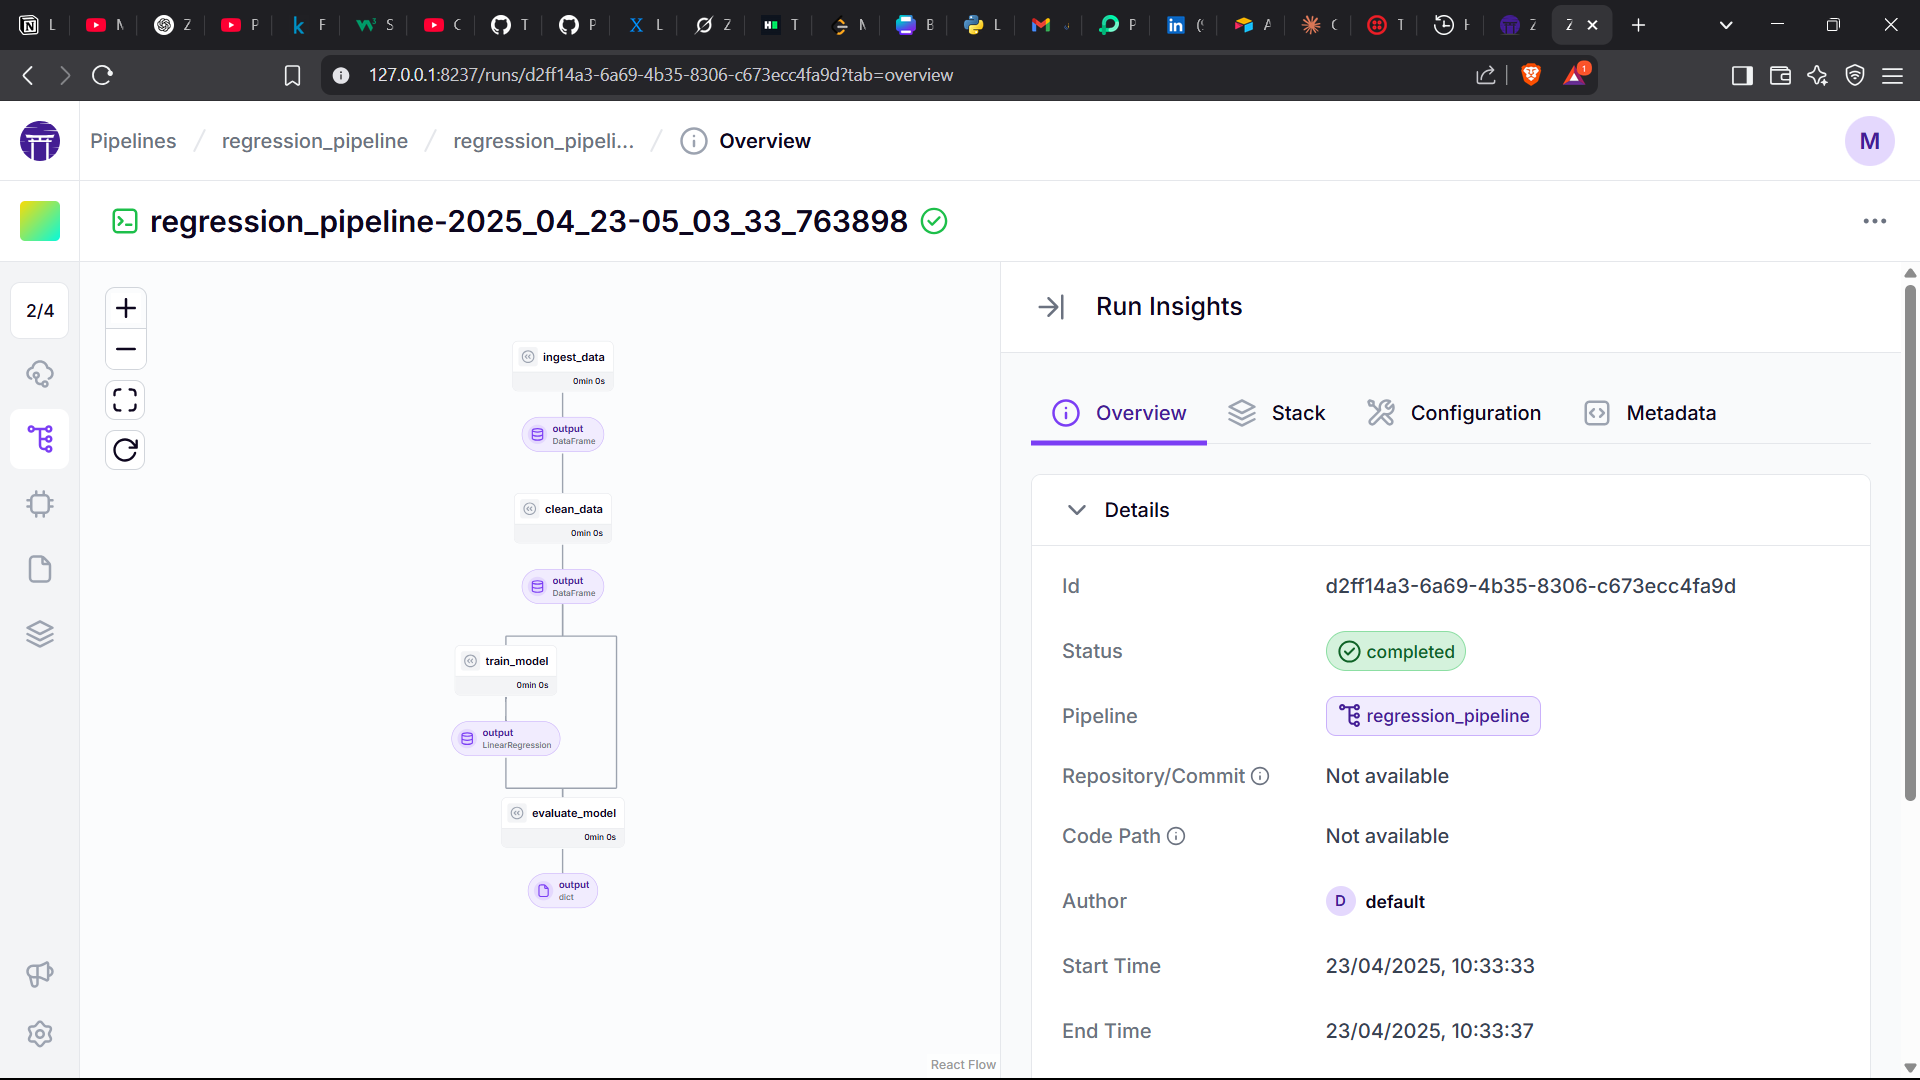 L
N
Z
P
F
S
C
T
P
L
Z
T
N
B
L
P
A
C
T
H
Z
Z
127.0.0.1:8237/runs/d2ff14a3-6a69-4b35-8306-c673ecc4fa9d?tab=overview
1
Pipelines / regression_pipeline / regression_pipeli... / Overview
M
regression_pipeline-2025_04_23-05_03_33_763898
2/4
ingest_data
0min 0s
output
DataFrame
clean_data
0min 0s
output
DataFrame
train_model
0min 0s
output
LinearRegression
evaluate_model
0min 0s
output
dict
React Flow
Run Insights
Overview Stack Configuration Metadata
Details
Id d2ff14a3-6a69-4b35-8306-c673ecc4fa9d
Status completed
Pipeline regression_pipeline
Repository/Commit Not available
Code Path Not available
Author D default
Start Time 23/04/2025, 10:33:33
End Time 23/04/2025, 10:33:37